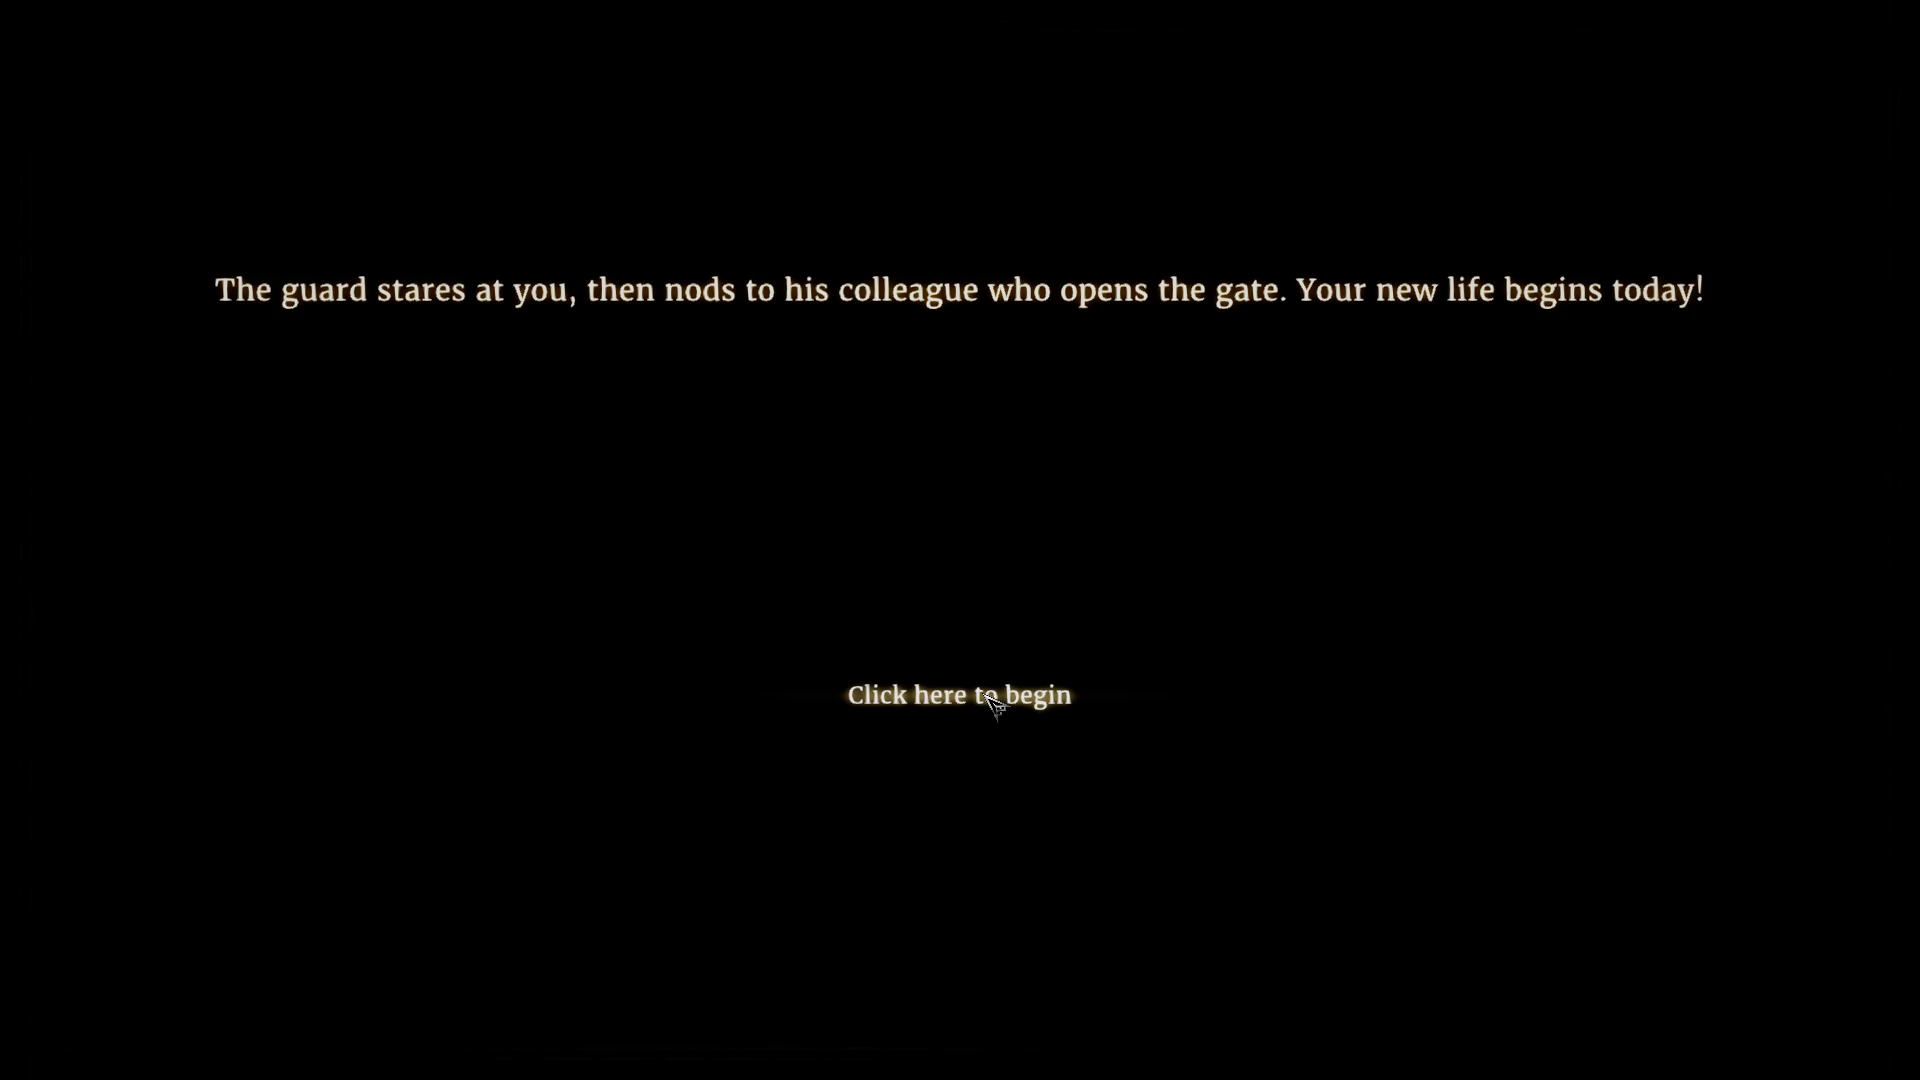 The guard stares at you, then nods to his colleague who opens the gate. Your new life begins today!
Click here to begin